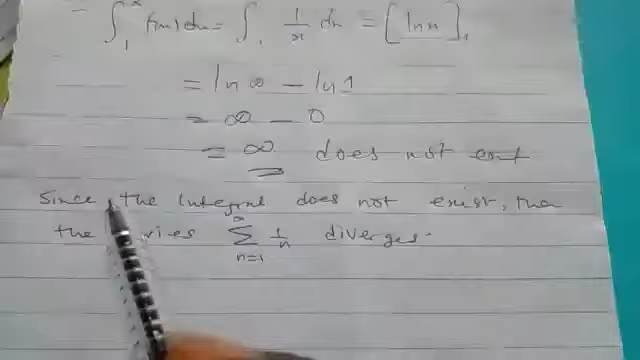 = ∫₁^∞ f(x) dx = ∫₁ 1/x dx = [ln x]₁
= ln ∞ − ln 1
= ∞ − 0
= ∞ does not exist
Since the integral does not exist, then
the series ∑_{n=1}^∞ 1/n diverges.